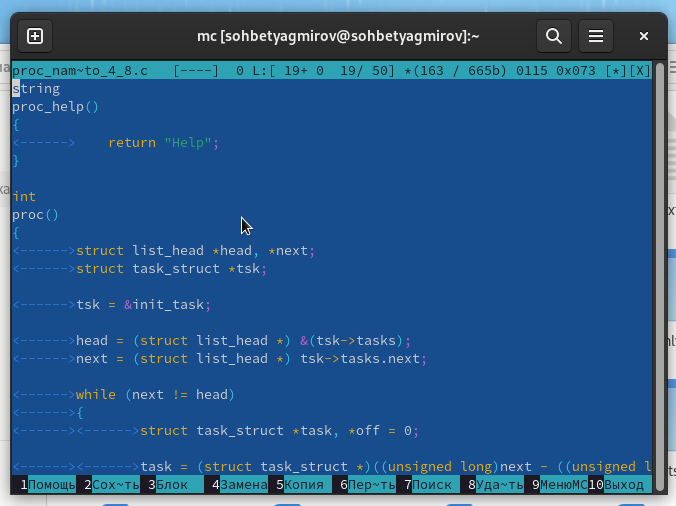 mc [sohbetyagmirov@sohbetyagmirov]:~
proc_nam~to_4_8.c   [----]  0 L:[ 19+ 0  19/ 50] *(163 / 665b) 0115 0x073 [*][X]
string
proc_help()
{
<------>    return "Help";
}
int
proc()
{
<------>struct list_head *head, *next;
<------>struct task_struct *tsk;
<------>tsk = &init_task;
<------>head = (struct list_head *) &(tsk->tasks);
<------>next = (struct list_head *) tsk->tasks.next;
<------>while (next != head)
<------>{
<------><------>struct task_struct *task, *off = 0;
<------><------>task = (struct task_struct *)((unsigned long)next - ((unsigned l
1Помощь 2Сох~ть 3Блок 4Замена 5Копия 6Пер~ть 7Поиск 8Уда~ть 9МенюMC 10Выход